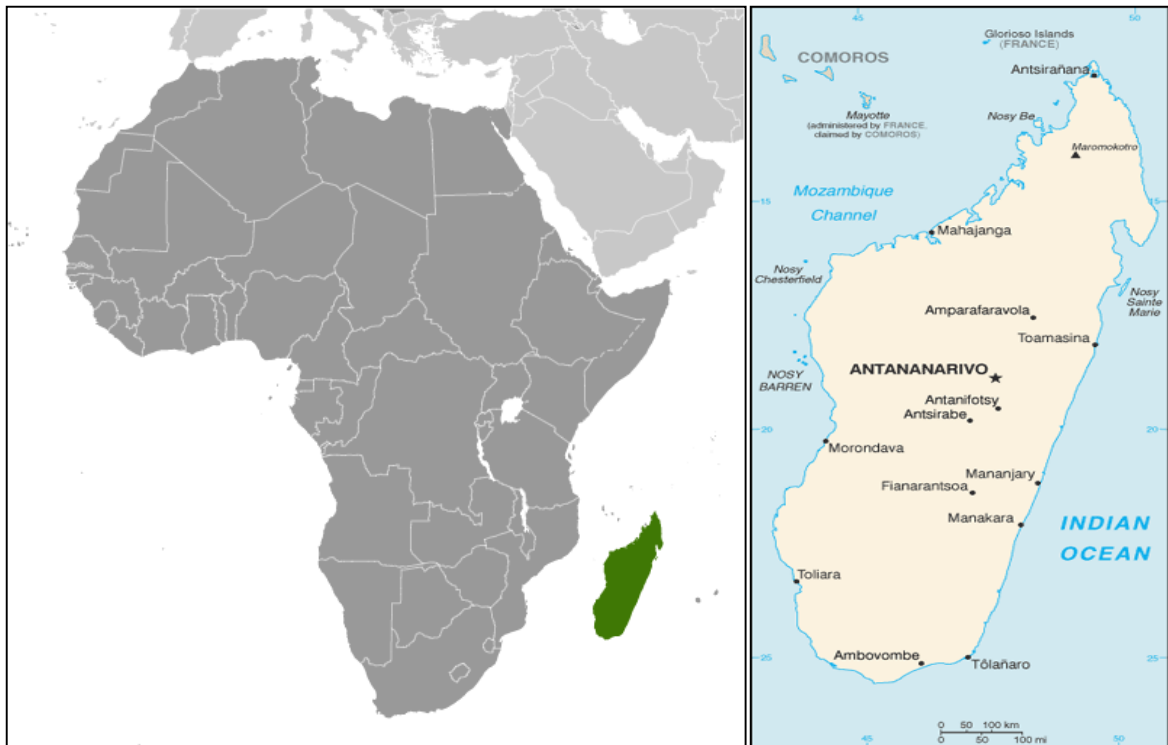 45
50
Glorioso Islands
(FRANCE)
COMOROS
Antsirañana
Mayotte
(administered by FRANCE,
claimed by COMOROS)
Nosy Be
Maromokotro
15
15
Mozambique
Channel
Mahajanga
Nosy
Chesterfield
Nosy
Sainte
Marie
Amparafaravola
Toamasina
NOSY
BARREN
ANTANANARIVO
Antanifotsy
Antsirabe
20
20
Morondava
Mananjary
Fianarantsoa
Manakara
INDIAN
OCEAN
Toliara
25
25
Ambovombe
Tôlañaro
0 50 100 km
0 50 100 mi
45
50